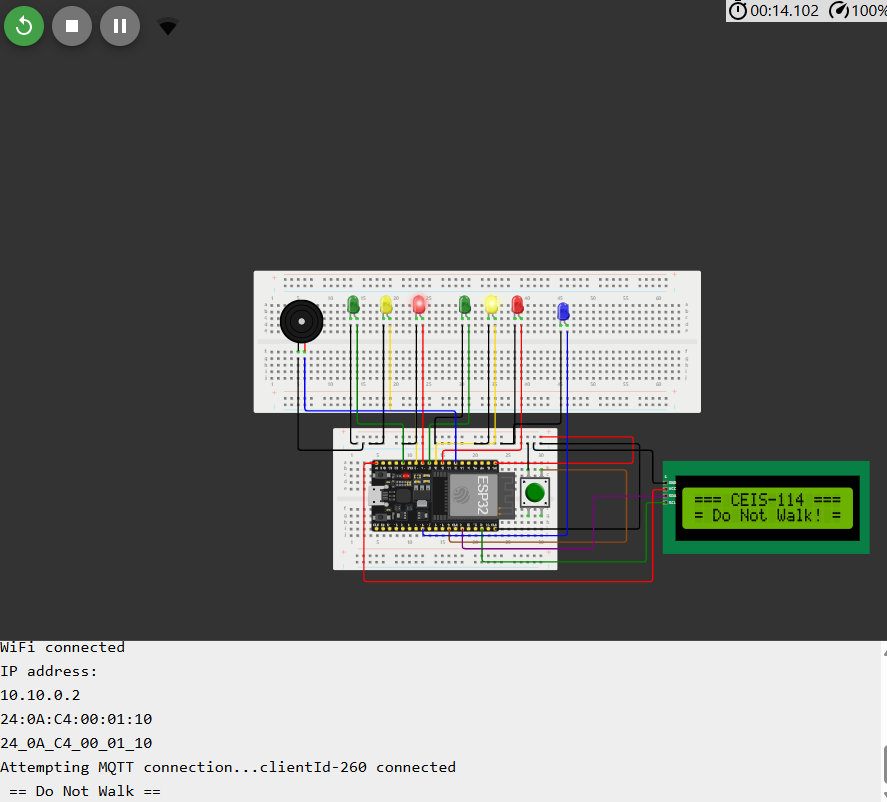 00:14.102 100%
ESP32
=== CEIS-114 ===
= Do Not Walk! =
WiFi connected
IP address:
10.10.0.2
24:0A:C4:00:01:10
24_0A_C4_00_01_10
Attempting MQTT connection...clientId-260 connected
== Do Not Walk ==